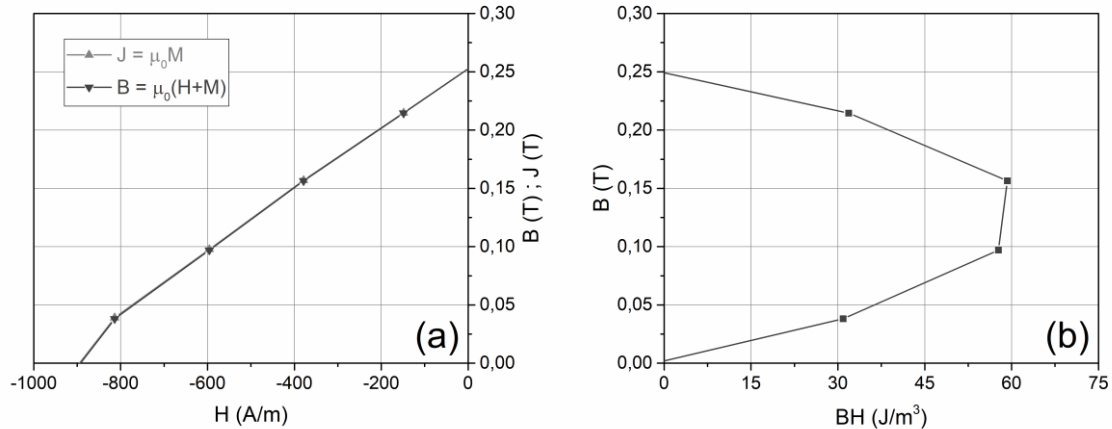 J = μ₀M
B = μ₀(H+M)
(a)
0,30
0,25
0,20
0,15
0,10
0,05
0,00
B (T) ; J (T)
-1000 -800 -600 -400 -200 0
H (A/m)
B (T)
0,30
0,25
0,20
0,15
0,10
0,05
0,00
(b)
0 15 30 45 60 75
BH (J/m³)